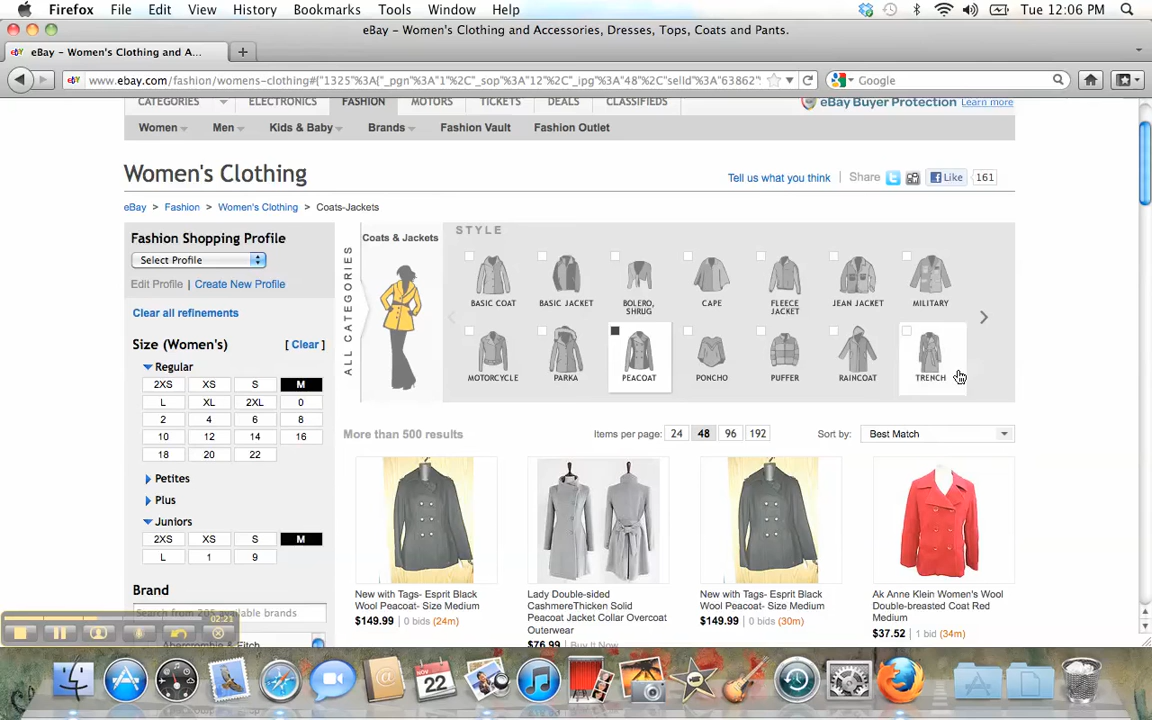 Firefox File Edit View History Bookmarks Tools Window Help Tue 12:06 PM
eBay – Women's Clothing and Accessories, Dresses, Tops, Coats and Pants.
eBay – Women's Clothing and A...
www.ebay.com/fashion/womens-clothing#{"1325%3A{"_pgn"%3A"1%2C"_sop%3A"12%2C"_ipg%3A"48%2C"selId%3A"63862" Google
CATEGORIES ELECTRONICS FASHION MOTORS TICKETS DEALS CLASSIFIEDS eBay Buyer Protection Learn more
Women Men Kids & Baby Brands Fashion Vault Fashion Outlet
Women's Clothing
Tell us what you think Share Like 161
eBay > Fashion > Women's Clothing > Coats-Jackets
Fashion Shopping Profile
Select Profile
Edit Profile | Create New Profile
Clear all refinements
Size (Women's) [ Clear ]
Regular
2XS XS S M
L XL 2XL 0
2 4 6 8
10 12 14 16
18 20 22
Petites
Plus
Juniors
2XS XS S M
L 1 9
Brand
Search from 205 available brands
Abercrombie & Fitch
ALL CATEGORIES
Coats & Jackets
STYLE
BASIC COAT BASIC JACKET BOLERO, SHRUG CAPE FLEECE JACKET JEAN JACKET MILITARY
MOTORCYCLE PARKA PEACOAT PONCHO PUFFER RAINCOAT TRENCH
More than 500 results Items per page: 24 48 96 192 Sort by: Best Match
New with Tags- Esprit Black
Wool Peacoat- Size Medium
$149.99 0 bids (24m)
Lady Double-sided
CashmereThicken Solid
Peacoat Jacket Collar Overcoat
Outerwear
$76.99 Buy It Now
New with Tags- Esprit Black
Wool Peacoat- Size Medium
$149.99 0 bids (30m)
Ak Anne Klein Women's Wool
Double-breasted Coat Red
Medium
$37.52 1 bid (34m)
02:21
NOV
22